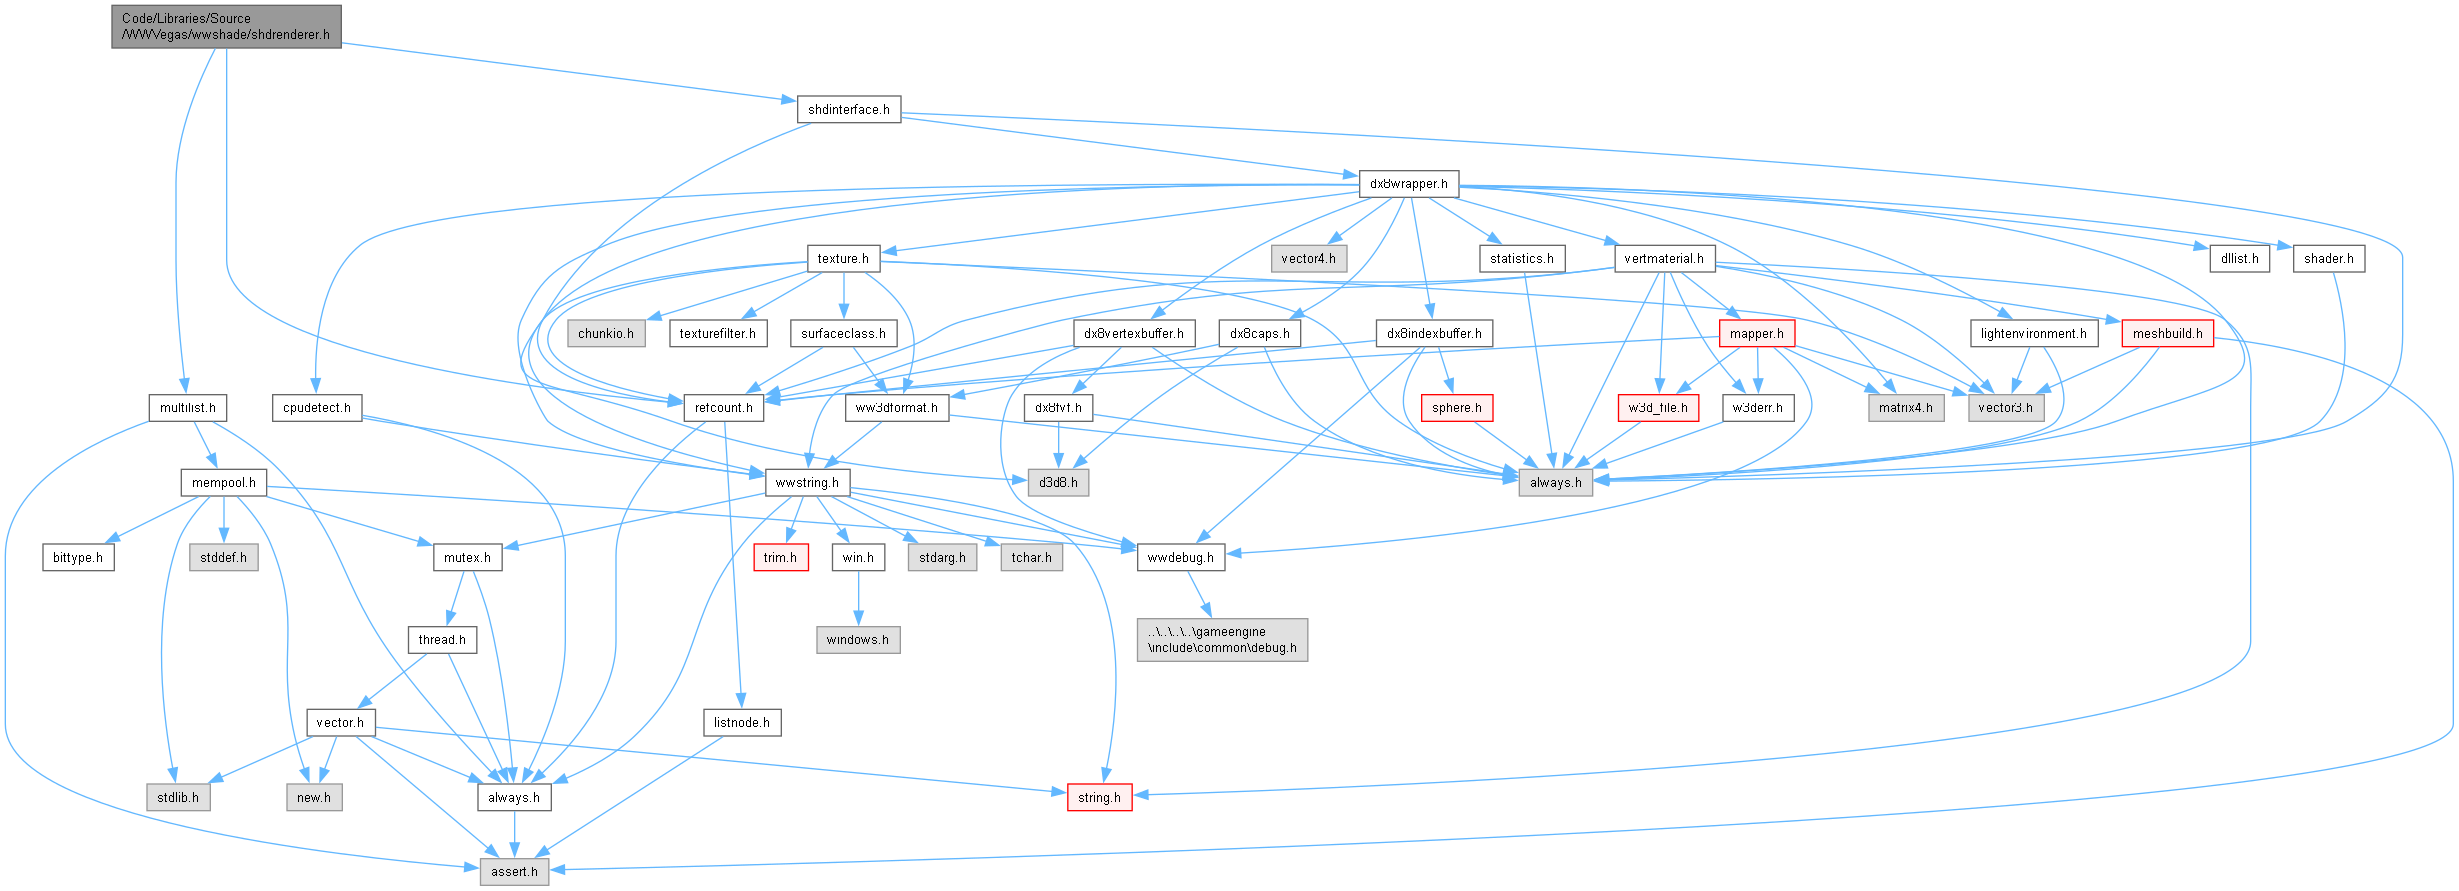 Code/Libraries/Source
/WWVegas/wwshade/shdrenderer.h
shdinterface.h
dx8wrapper.h
texture.h
vector4.h
statistics.h
vertmaterial.h
dllist.h
shader.h
chunkio.h
texturefilter.h
surfaceclass.h
dx8vertexbuffer.h
dx8caps.h
dx8indexbuffer.h
mapper.h
lightenvironment.h
meshbuild.h
multilist.h
cpudetect.h
refcount.h
ww3dformat.h
dx8fvf.h
sphere.h
w3d_file.h
w3derr.h
matrix4.h
vector3.h
mempool.h
wwstring.h
d3d8.h
always.h
bittype.h
stddef.h
mutex.h
trim.h
win.h
stdarg.h
tchar.h
wwdebug.h
thread.h
windows.h
..\..\..\..\gameengine
\include\common\debug.h
vector.h
listnode.h
stdlib.h
new.h
always.h
string.h
assert.h